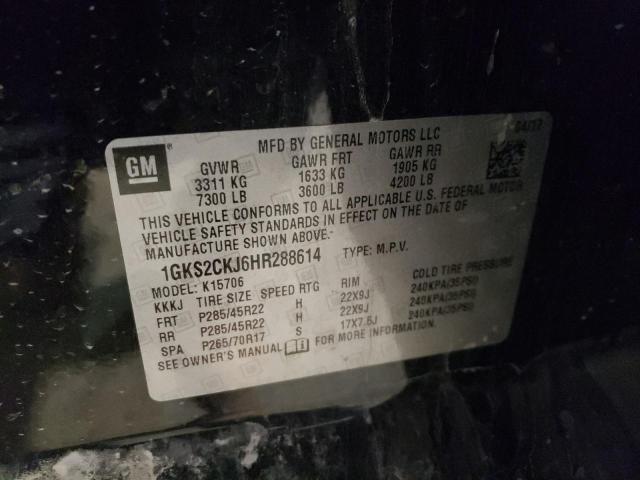 GM
04/17
MFD BY GENERAL MOTORS LLC
GVWR GAWR FRT GAWR RR
3311 KG 1633 KG 1905 KG
7300 LB 3600 LB 4200 LB
THIS VEHICLE CONFORMS TO ALL APPLICABLE U.S. FEDERAL MOTOR
VEHICLE SAFETY STANDARDS IN EFFECT ON THE DATE OF
MANUFACTURE SHOWN ABOVE.
1GKS2CKJ6HR288614 TYPE: M.P.V.
MODEL: K15706
KKKJ TIRE SIZE SPEED RTG RIM COLD TIRE PRESSURE
FRT P285/45R22 H 22X9J 240KPA(35PSI)
RR P285/45R22 H 22X9J 240KPA(35PSI)
SPA P265/70R17 S 17X7.5J 240KPA(35PSI)
SEE OWNER'S MANUAL FOR MORE INFORMATION.